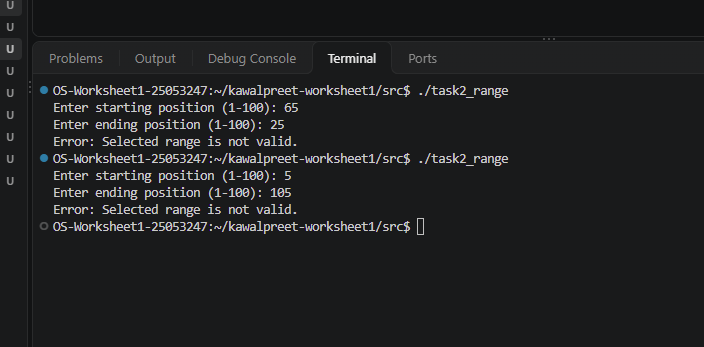 U
U
U
U
U
U
U
U
U
Problems Output Debug Console Terminal Ports
OS-Worksheet1-25053247:~/kawalpreet-worksheet1/src$ ./task2_range
Enter starting position (1-100): 65
Enter ending position (1-100): 25
Error: Selected range is not valid.
OS-Worksheet1-25053247:~/kawalpreet-worksheet1/src$ ./task2_range
Enter starting position (1-100): 5
Enter ending position (1-100): 105
Error: Selected range is not valid.
OS-Worksheet1-25053247:~/kawalpreet-worksheet1/src$